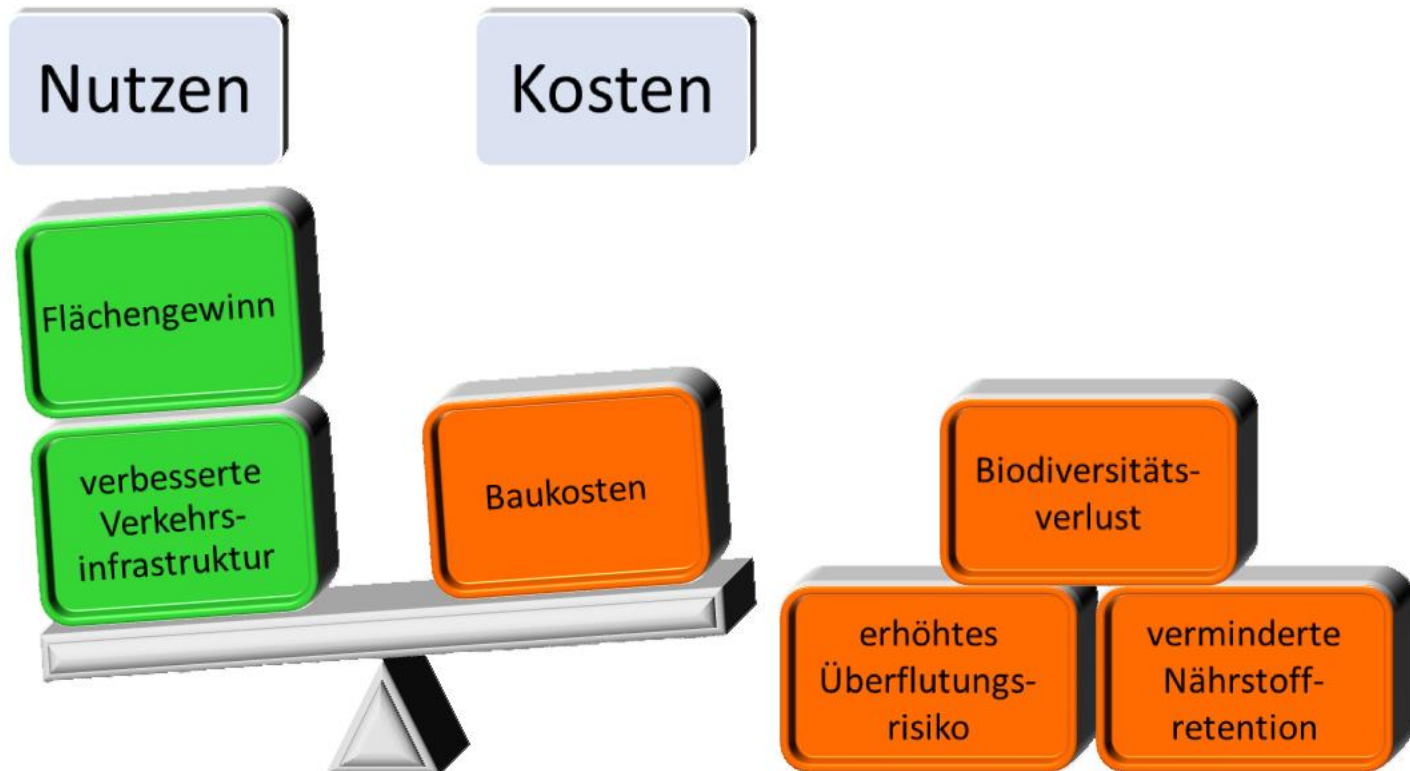 Nutzen
Kosten
Flächengewinn
verbesserte
Verkehrs-
infrastruktur
Baukosten
Biodiversitäts-
verlust
erhöhtes
Überflutungs-
risiko
verminderte
Nährstoff-
retention